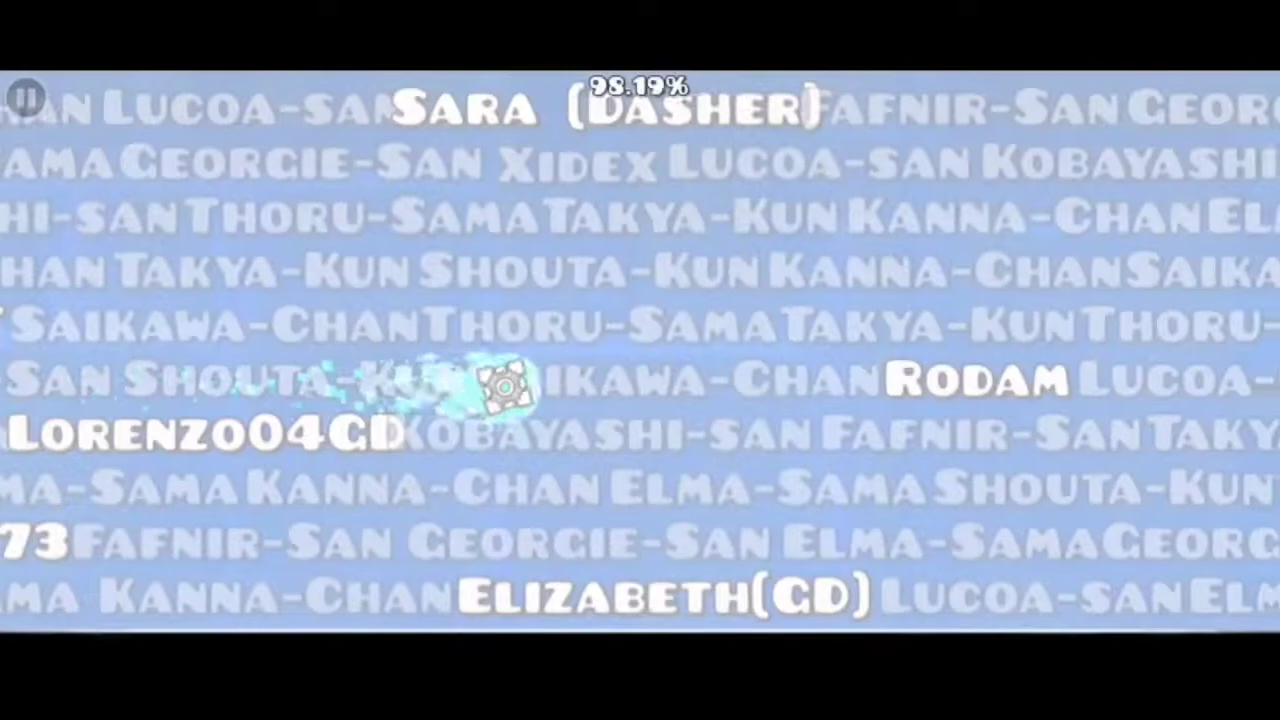 98.19%
LUCOA-SAN SARA (DASHER) FAFNIR-SAN
GEORGIE-SAN XIDEX LUCOA-SAN KOBAYASHI
THORU-SAMA TAKYA-KUN KANNA-CHAN
TAKYA-KUN SHOUTA-KUN KANNA-CHAN
SAIKAWA-CHAN THORU-SAMA TAKYA-KUN THORU-
SAN RODAM LUCOA-
LORENZO04GD KOBAYASHI-SAN FAFNIR-SAN
MA-SAMA KANNA-CHAN ELMA-SAMA SHOUTA-KUN
73 FAFNIR-SAN GEORGIE-SAN ELMA-SAMA
KANNA-CHAN ELIZABETH(GD) LUCOA-SAN